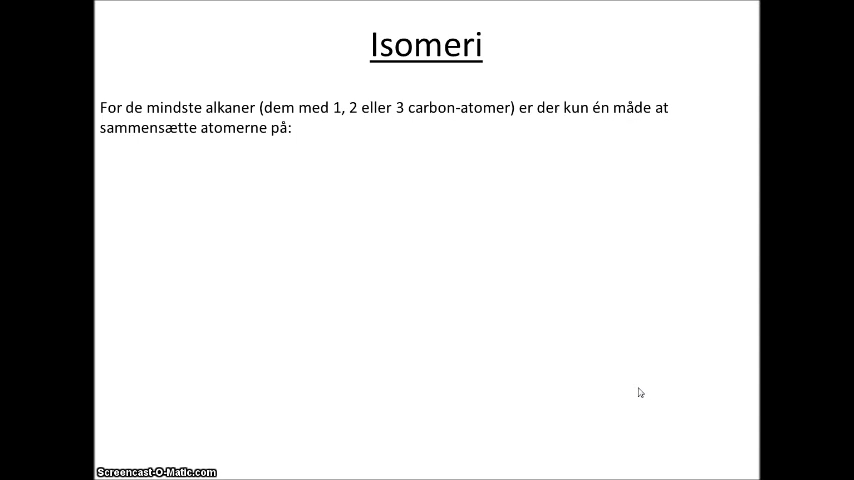 Isomeri
For de mindste alkaner (dem med 1, 2 eller 3 carbon-atomer) er der kun én måde at
sammensætte atomerne på:
Screencast-O-Matic.com